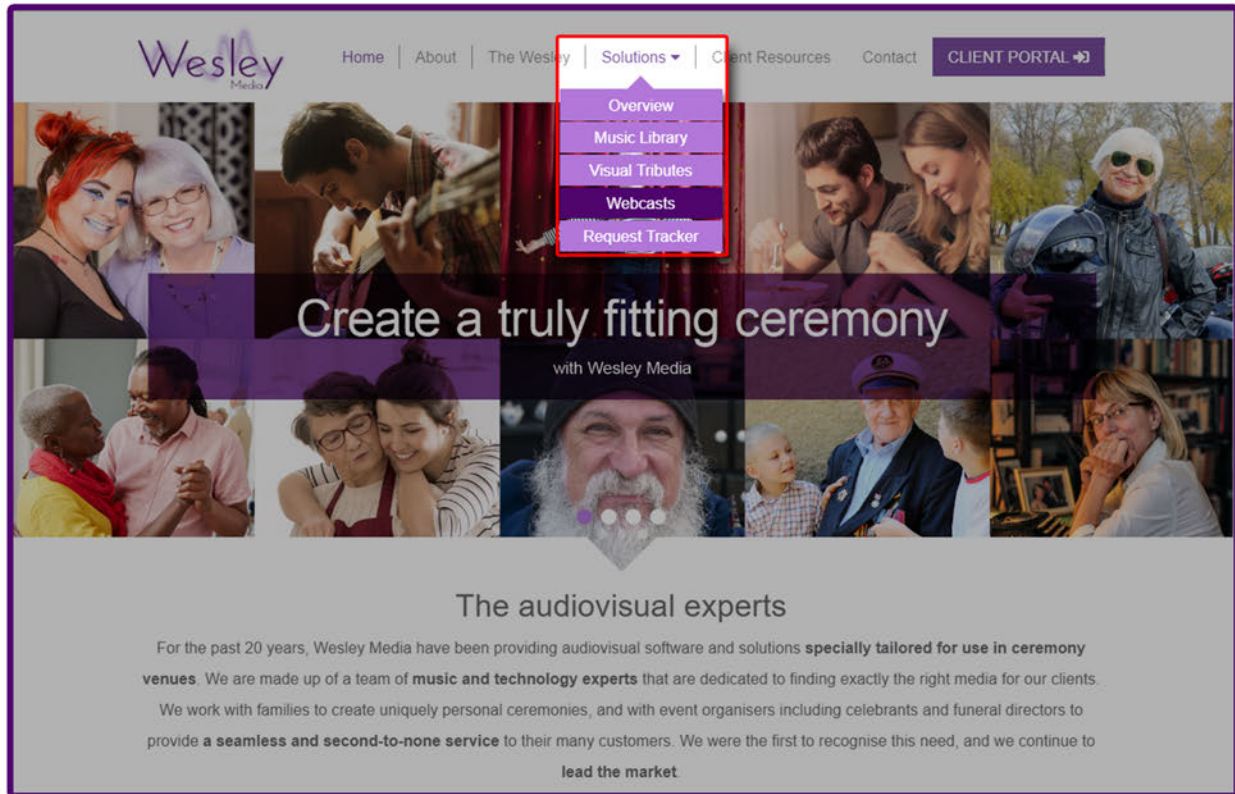 Wesley
Media
Home About The Wesley Solutions Client Resources Contact CLIENT PORTAL
Overview
Music Library
Visual Tributes
Webcasts
Request Tracker
Create a truly fitting ceremony
with Wesley Media
The audiovisual experts
For the past 20 years, Wesley Media have been providing audiovisual software and solutions specially tailored for use in ceremony
venues. We are made up of a team of music and technology experts that are dedicated to finding exactly the right media for our clients.
We work with families to create uniquely personal ceremonies, and with event organisers including celebrants and funeral directors to
provide a seamless and second-to-none service to their many customers. We were the first to recognise this need, and we continue to
lead the market.